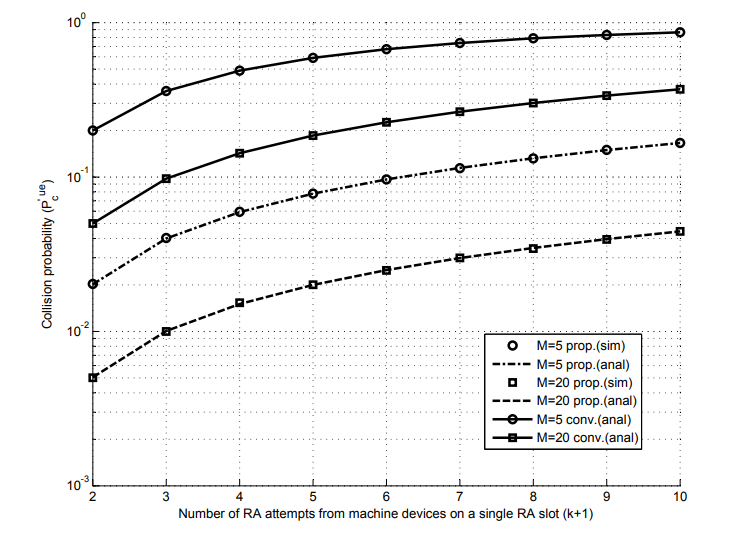 10^0
10^-1
10^-2
10^-3
Collision probability (P_c^'ue)
2 3 4 5 6 7 8 9 10
Number of RA attempts from machine devices on a single RA slot (k+1)
M=5 prop.(sim)
M=5 prop.(anal)
M=20 prop.(sim)
M=20 prop.(anal)
M=5 conv.(anal)
M=20 conv.(anal)